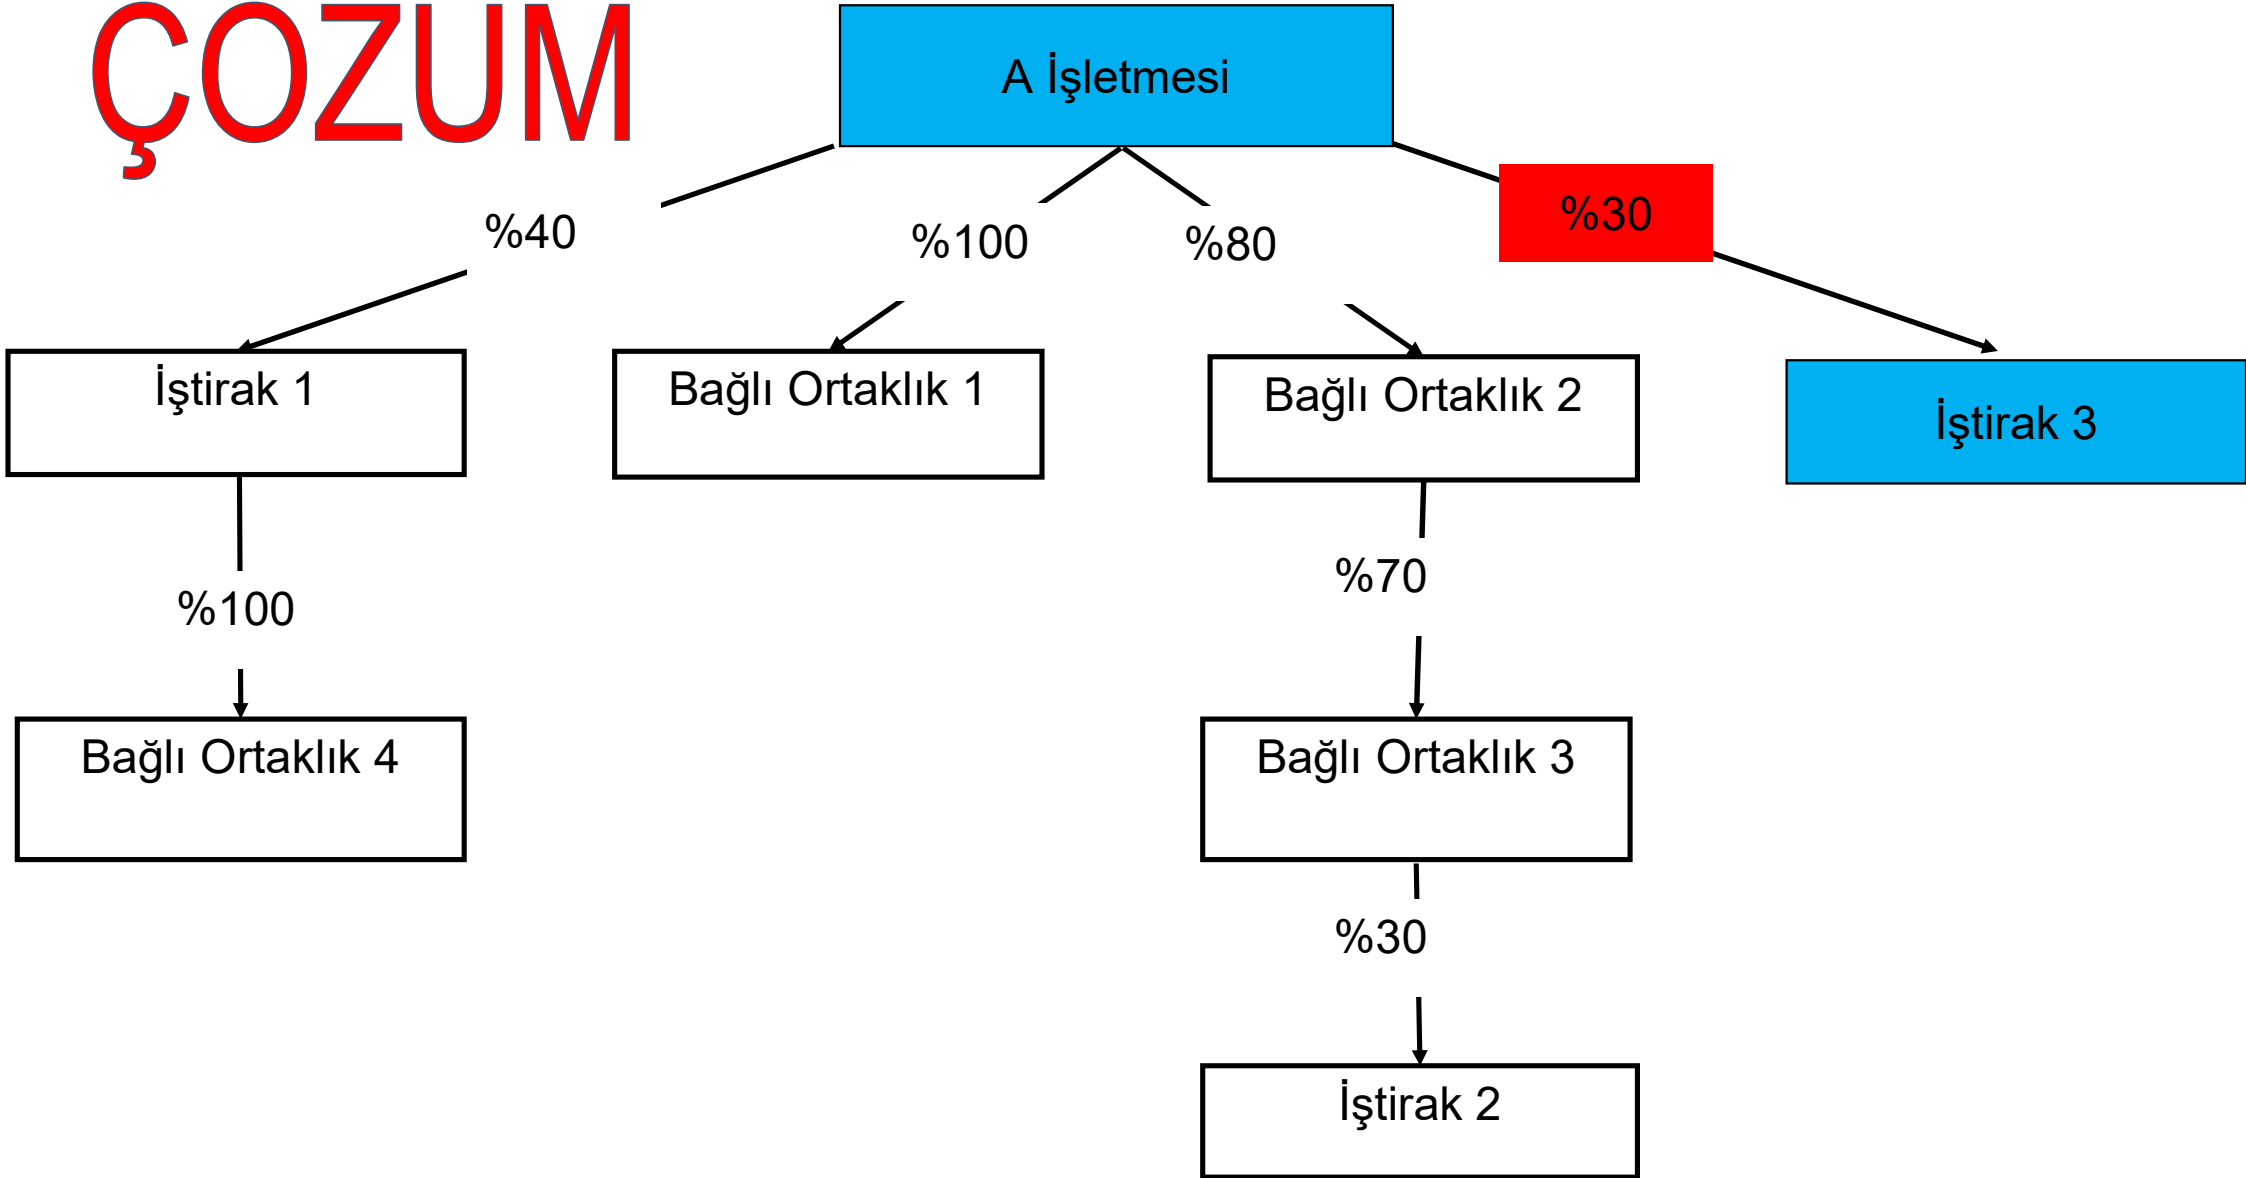 ÇOZUM
A İşletmesi
%40
%100
%80
%30
İştirak 1
Bağlı Ortaklık 1
Bağlı Ortaklık 2
İştirak 3
%100
%70
Bağlı Ortaklık 4
Bağlı Ortaklık 3
%30
İştirak 2